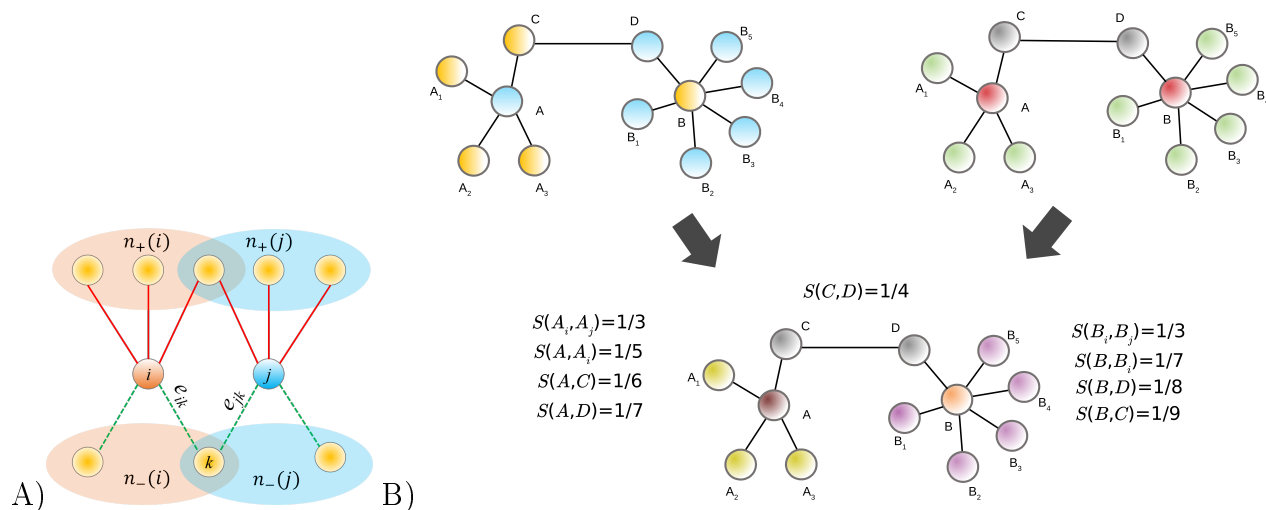 A)
n₊(i) n₊(j)
i j
e_ik e_jk
k
n₋(i) n₋(j)
B)
C D
A₁ A B₅
B₄
B₁ B
B₃
A₂ A₃ B₂
C D
A₁ A B₅
B
B₁ B
B₃
A₂ A₃ B₂
S(C,D)=1/4
S(Aᵢ,Aⱼ)=1/3
S(A,Aᵢ)=1/5
S(A,C)=1/6
S(A,D)=1/7
C D
A₁ A B₅
B₄
B₁ B
B₃
A₂ A₃ B₂
S(Bᵢ,Bⱼ)=1/3
S(B,Bᵢ)=1/7
S(B,D)=1/8
S(B,C)=1/9